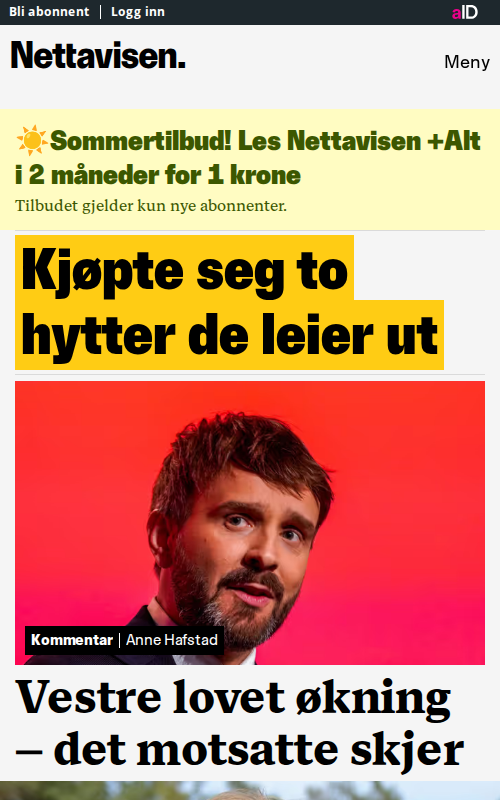 Bli abonnent | Logg inn
aID
Nettavisen.
Meny
☀️Sommertilbud! Les Nettavisen +Alt
i 2 måneder for 1 krone
Tilbudet gjelder kun nye abonnenter.
Kjøpte seg to
hytter de leier ut
Kommentar | Anne Hafstad
Vestre lovet økning
– det motsatte skjer